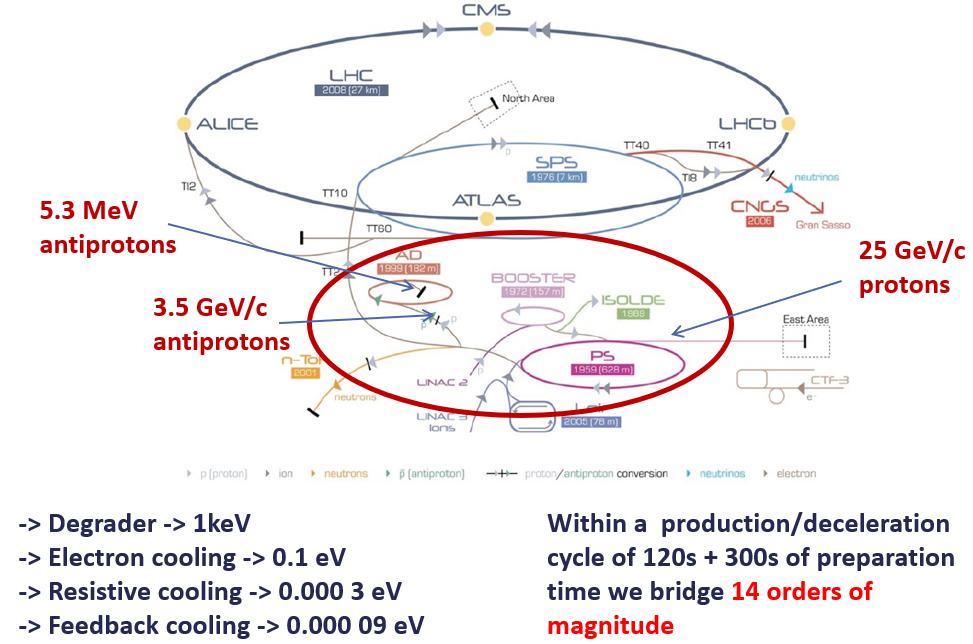 CMS
LHC
2008 (27 km)
North Area
ALICE
LHCb
TT40
TT41
SPS
1976 (7 km)
TI8
TI2
neutrinos
TT10
ATLAS
CNGS
2006
Gran Sasso
5.3 MeV
antiprotons
TT60
25 GeV/c
protons
AD
1999 (182 m)
TT2
BOOSTER
1972 (157 m)
ISOLDE
1989
3.5 GeV/c
antiprotons
p
p̄
p
East Area
PS
1959 (628 m)
2001
neutrons
LINAC 2
p
CTF3
e-
LINAC 3
Ions
2005 (78 m)
p (proton)
ion
neutrons
p̄ (antiproton)
proton/antiproton conversion
neutrinos
electron
-> Degrader -> 1keV
-> Electron cooling -> 0.1 eV
-> Resistive cooling -> 0.000 3 eV
-> Feedback cooling -> 0.000 09 eV
Within a production/deceleration
cycle of 120s + 300s of preparation
time we bridge 14 orders of
magnitude